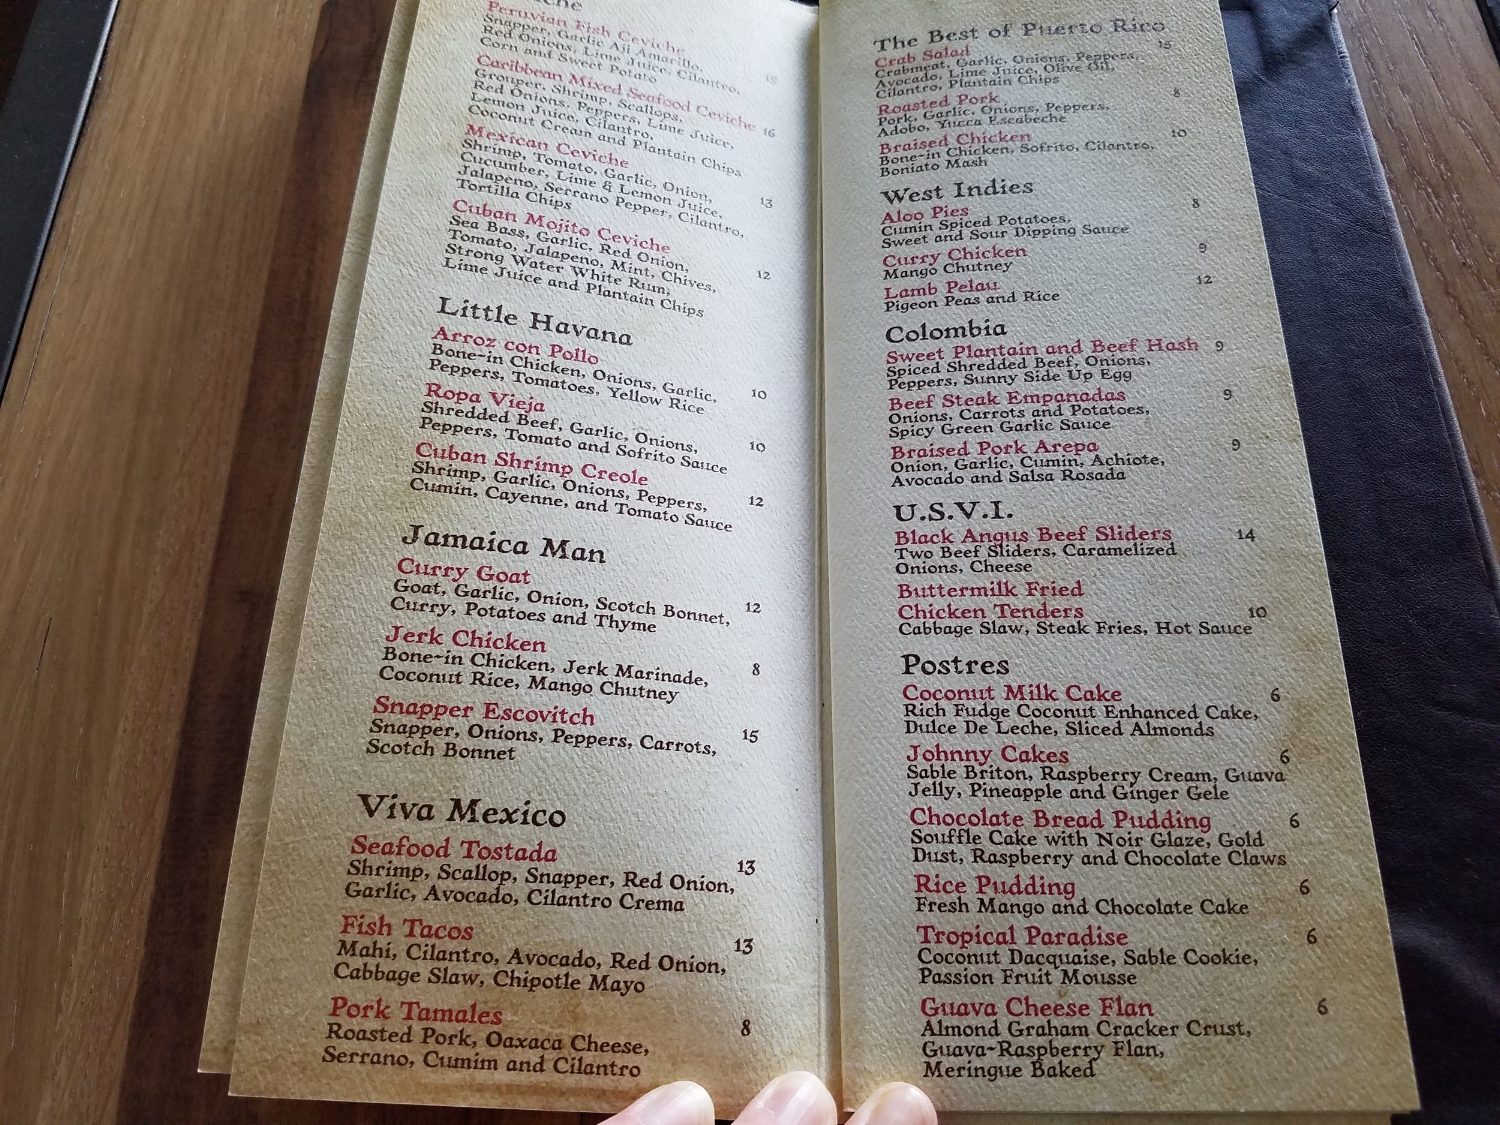 Peruvian Fish Ceviche
Snapper, Garlic Aji Amarillo,
Red Onions, Lime Juice, Cilantro,
Corn and Sweet Potato
Caribbean Mixed Seafood Ceviche 16
Grouper, Shrimp, Scallops,
Red Onions, Peppers, Lime Juice,
Lemon Juice, Cilantro,
Coconut Cream and Plantain Chips
Mexican Ceviche 13
Shrimp, Tomato, Garlic, Onion,
Cucumber, Lime & Lemon Juice,
Jalapeno, Serrano Pepper, Cilantro,
Tortilla Chips
Cuban Mojito Ceviche 12
Sea Bass, Garlic, Red Onion,
Tomato, Jalapeno, Mint, Chives,
Strong Water White Rum,
Lime Juice and Plantain Chips
Little Havana
Arroz con Pollo 10
Bone-in Chicken, Onions, Garlic,
Peppers, Tomatoes, Yellow Rice
Ropa Vieja 10
Shredded Beef, Garlic, Onions,
Peppers, Tomato and Sofrito Sauce
Cuban Shrimp Creole 12
Shrimp, Garlic, Onions, Peppers,
Cumin, Cayenne, and Tomato Sauce
Jamaica Man
Curry Goat 12
Goat, Garlic, Onion, Scotch Bonnet,
Curry, Potatoes and Thyme
Jerk Chicken 8
Bone-in Chicken, Jerk Marinade,
Coconut Rice, Mango Chutney
Snapper Escovitch 15
Snapper, Onions, Peppers, Carrots,
Scotch Bonnet
Viva Mexico
Seafood Tostada 13
Shrimp, Scallop, Snapper, Red Onion,
Garlic, Avocado, Cilantro Crema
Fish Tacos 13
Mahi, Cilantro, Avocado, Red Onion,
Cabbage Slaw, Chipotle Mayo
Pork Tamales 8
Roasted Pork, Oaxaca Cheese,
Serrano, Cumim and Cilantro
The Best of Puerto Rico
Crab Salad 15
Crabmeat, Garlic, Onions, Peppers,
Avocado, Lime Juice, Olive Oil,
Cilantro, Plantain Chips
Roasted Pork 8
Pork, Garlic, Onions, Peppers,
Adobo, Yucca Escabeche
Braised Chicken 10
Bone-in Chicken, Sofrito, Cilantro,
Boniato Mash
West Indies
Aloo Pies 8
Cumin Spiced Potatoes,
Sweet and Sour Dipping Sauce
Curry Chicken 9
Mango Chutney
Lamb Pelau 12
Pigeon Peas and Rice
Colombia
Sweet Plantain and Beef Hash 9
Spiced Shredded Beef, Onions,
Peppers, Sunny Side Up Egg
Beef Steak Empanadas 9
Onions, Carrots and Potatoes,
Spicy Green Garlic Sauce
Braised Pork Arepa 9
Onion, Garlic, Cumin, Achiote,
Avocado and Salsa Rosada
U.S.V.I.
Black Angus Beef Sliders 14
Two Beef Sliders, Caramelized
Onions, Cheese
Buttermilk Fried
Chicken Tenders 10
Cabbage Slaw, Steak Fries, Hot Sauce
Postres
Coconut Milk Cake 6
Rich Fudge Coconut Enhanced Cake,
Dulce De Leche, Sliced Almonds
Johnny Cakes 6
Sable Briton, Raspberry Cream, Guava
Jelly, Pineapple and Ginger Gele
Chocolate Bread Pudding 6
Souffle Cake with Noir Glaze, Gold
Dust, Raspberry and Chocolate Claws
Rice Pudding 6
Fresh Mango and Chocolate Cake
Tropical Paradise 6
Coconut Dacquaise, Sable Cookie,
Passion Fruit Mousse
Guava Cheese Flan 6
Almond Graham Cracker Crust,
Guava-Raspberry Flan,
Meringue Baked